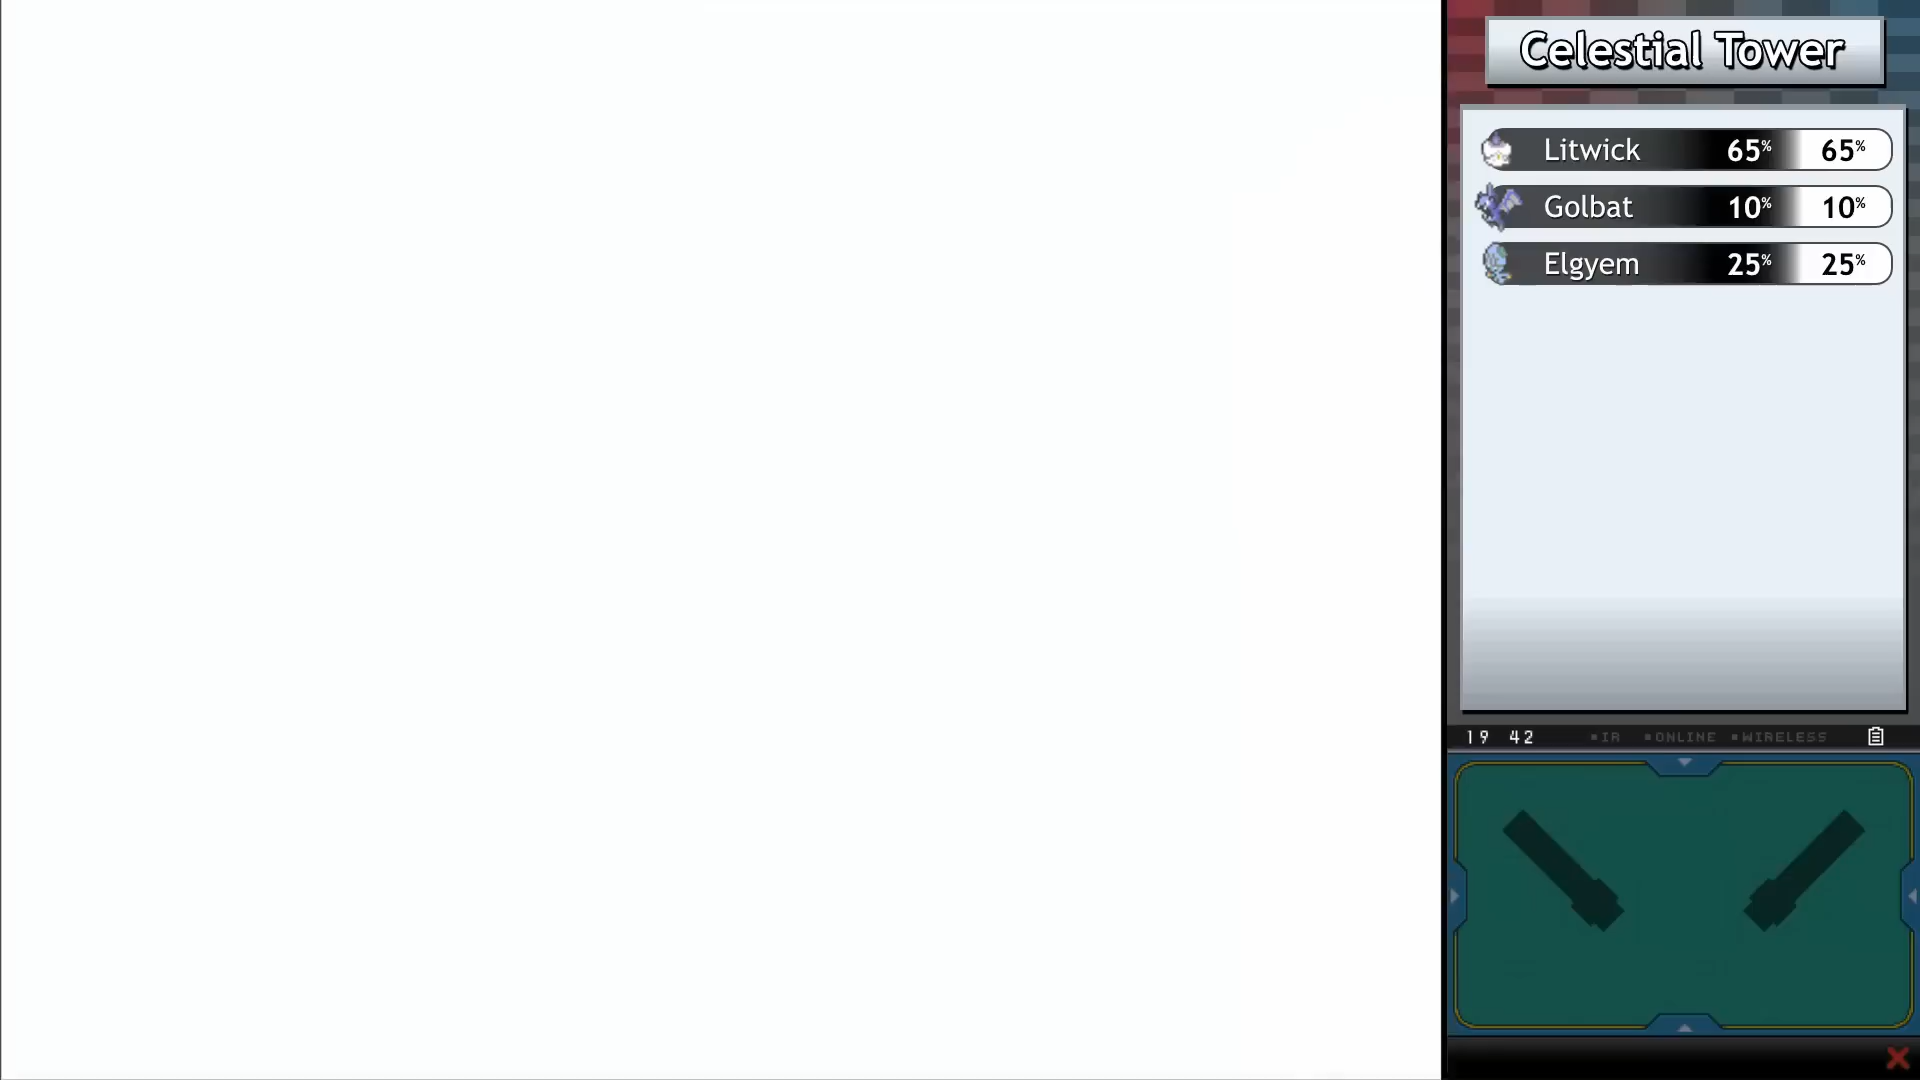 Celestial Tower
Litwick 65% 65%
Golbat 10% 10%
Elgyem 25% 25%
19 42 IR ONLINE WIRELESS